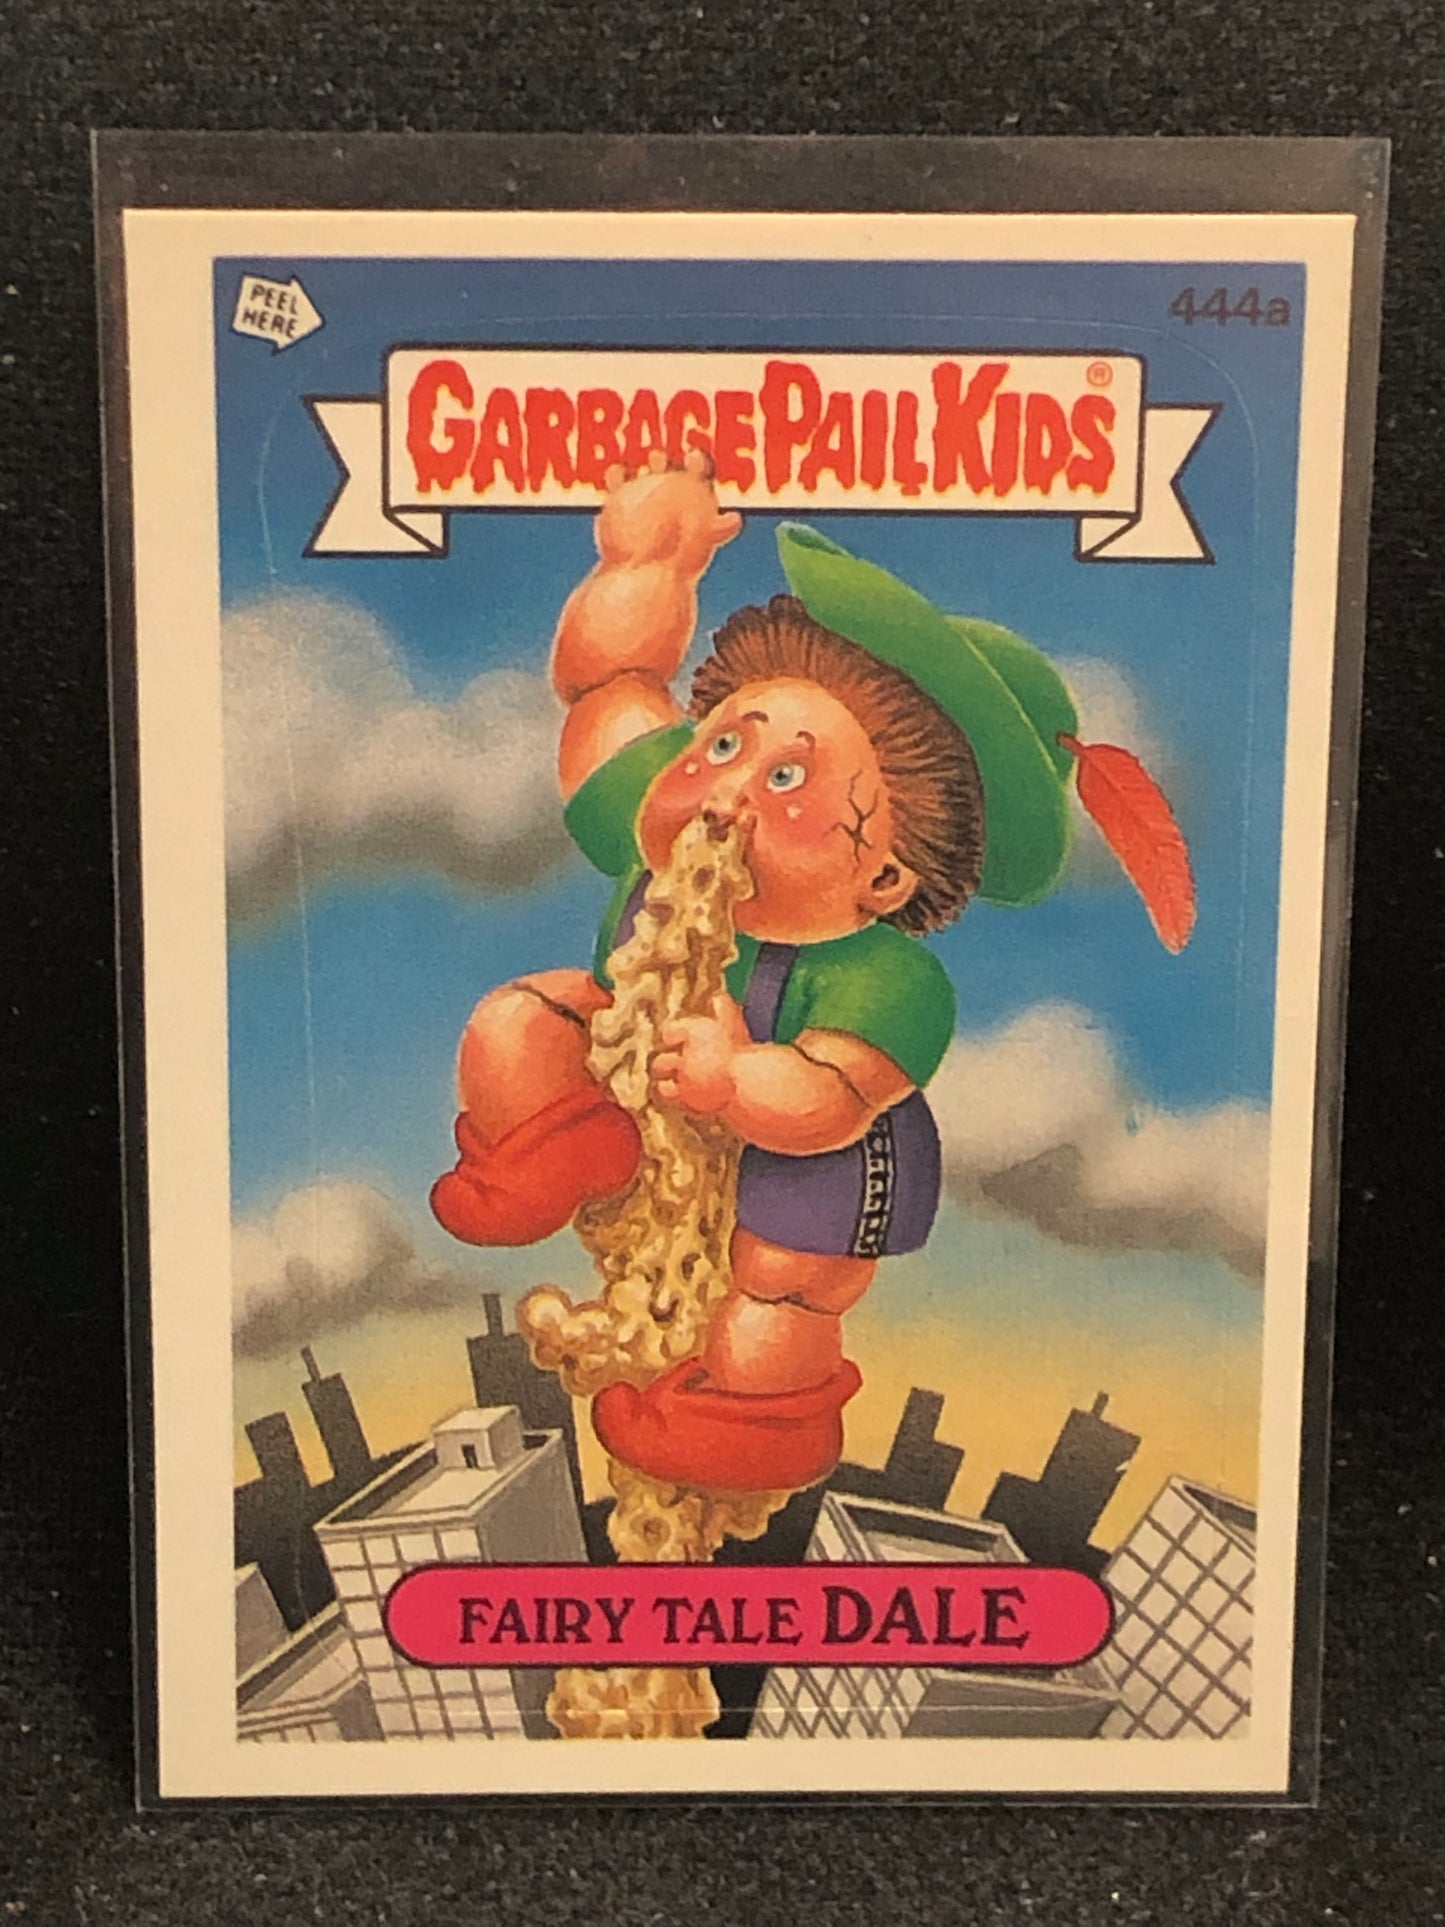 PEEL
HERE
444a
GARBAGE PAIL KIDS®
FAIRY TALE DALE